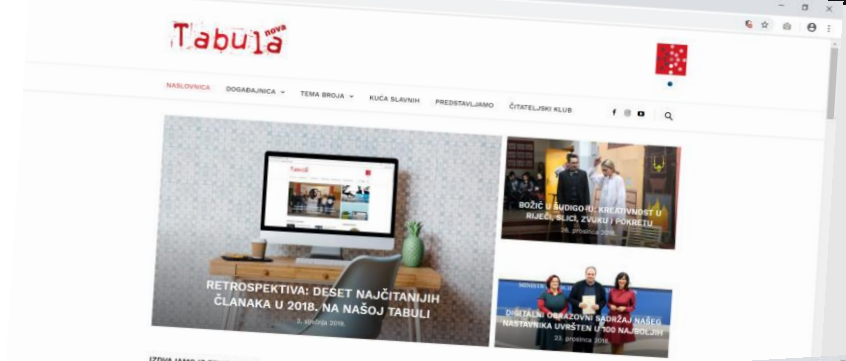 Tabula nova
NASLOVNICA DOGAĐAJNICA TEMA BROJA KUĆA SLAVNIH PREDSTAVLJAMO ČITATELJSKI KLUB
RETROSPEKTIVA: DESET NAJČITANIJIH
ČLANAKA U 2018. NA NAŠOJ TABULI
2. siječnja 2019.
BOŽIĆ U ŠUDIGO-U: KREATIVNOST U
RIJEČI, SLICI, ZVUKU I POKRETU
26. prosinca 2018.
DIGITALNI OBRAZOVNI SADRŽAJ NAŠEG
NASTAVNIKA UVRŠTEN U 100 NAJBOLJIH
23. prosinca 2018.